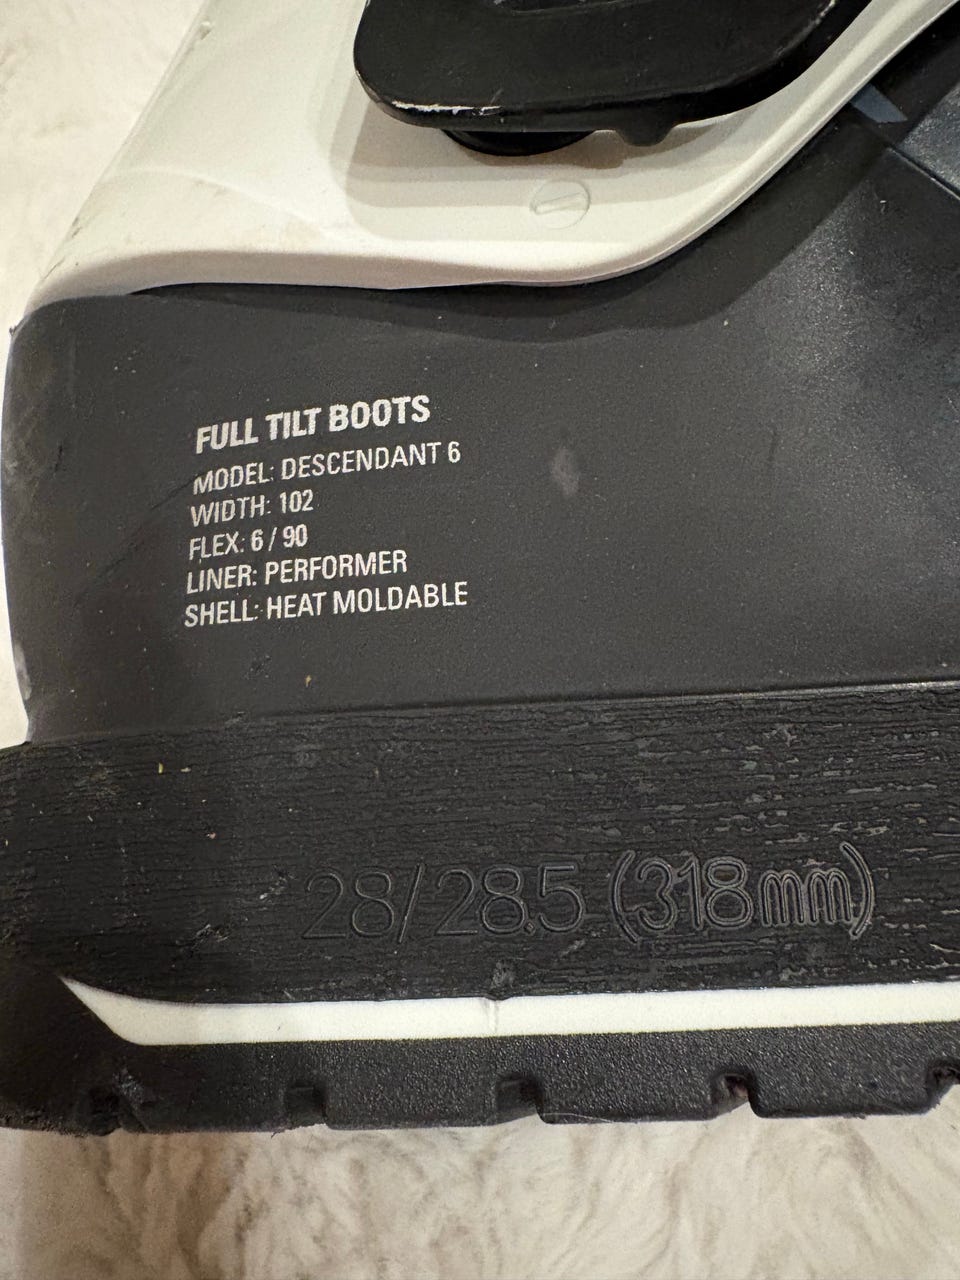 FULL TILT BOOTS
MODEL: DESCENDANT 6
WIDTH: 102
FLEX: 6 / 90
LINER: PERFORMER
SHELL: HEAT MOLDABLE
28/28.5 (318mm)